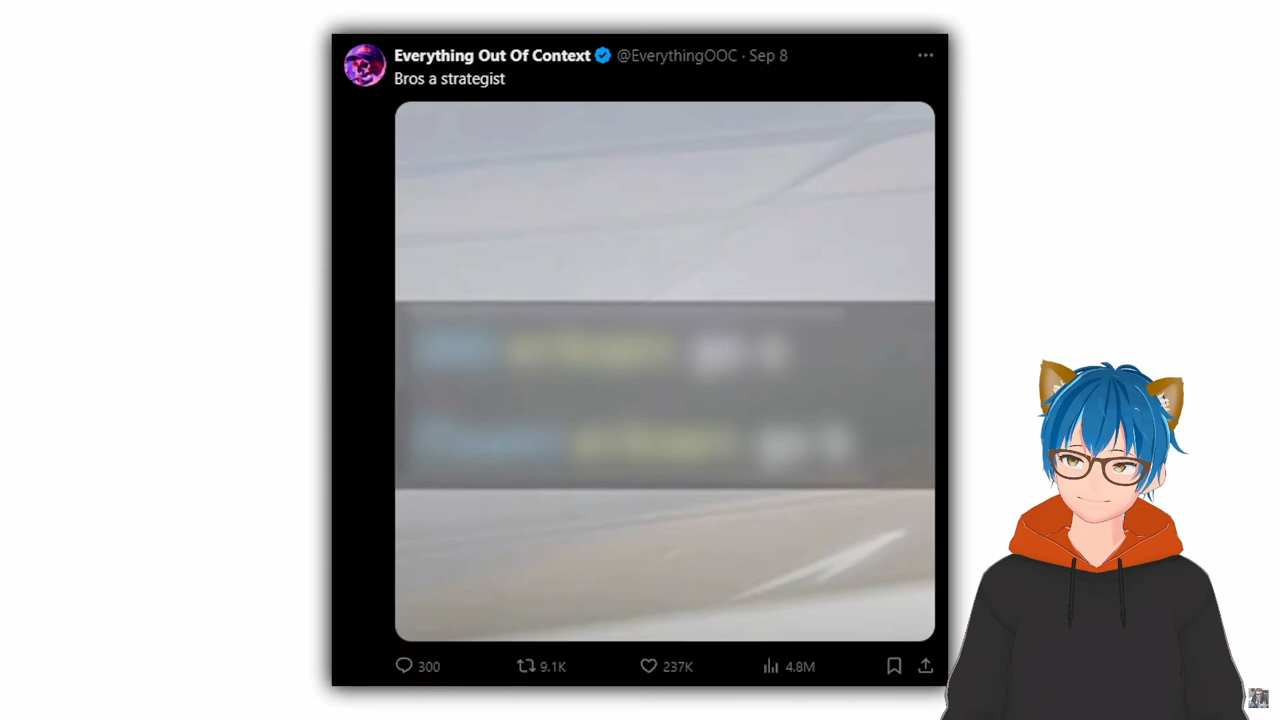 Everything Out Of Context @EverythingOOC · Sep 8
Bros a strategist
300 9.1K 237K 4.8M